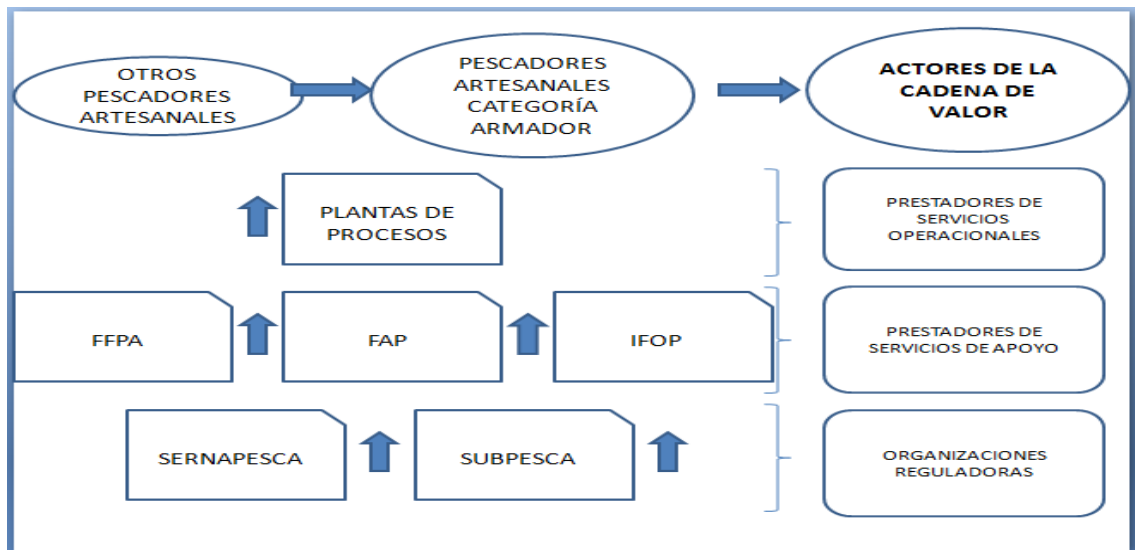 OTROS
PESCADORES
ARTESANALES
PESCADORES
ARTESANALES
CATEGORÍA
ARMADOR
ACTORES DE LA
CADENA DE
VALOR
PLANTAS DE
PROCESOS
PRESTADORES DE
SERVICIOS
OPERACIONALES
FFPA
FAP
IFOP
PRESTADORES DE
SERVICIOS DE APOYO
SERNAPESCA
SUBPESCA
ORGANIZACIONES
REGULADORAS